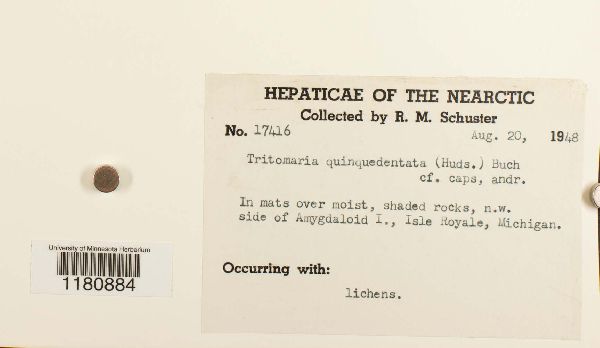 HEPATICAE OF THE NEARCTIC
Collected by R. M. Schuster
No. 17416 Aug. 20, 1948
Tritomaria quinquedentata (Huds.) Buch
cf. caps, andr.
In mats over moist, shaded rocks, n.w.
side of Amygdaloid I., Isle Royale, Michigan.
Occurring with:
lichens.
University of Minnesota Herbarium
1180884